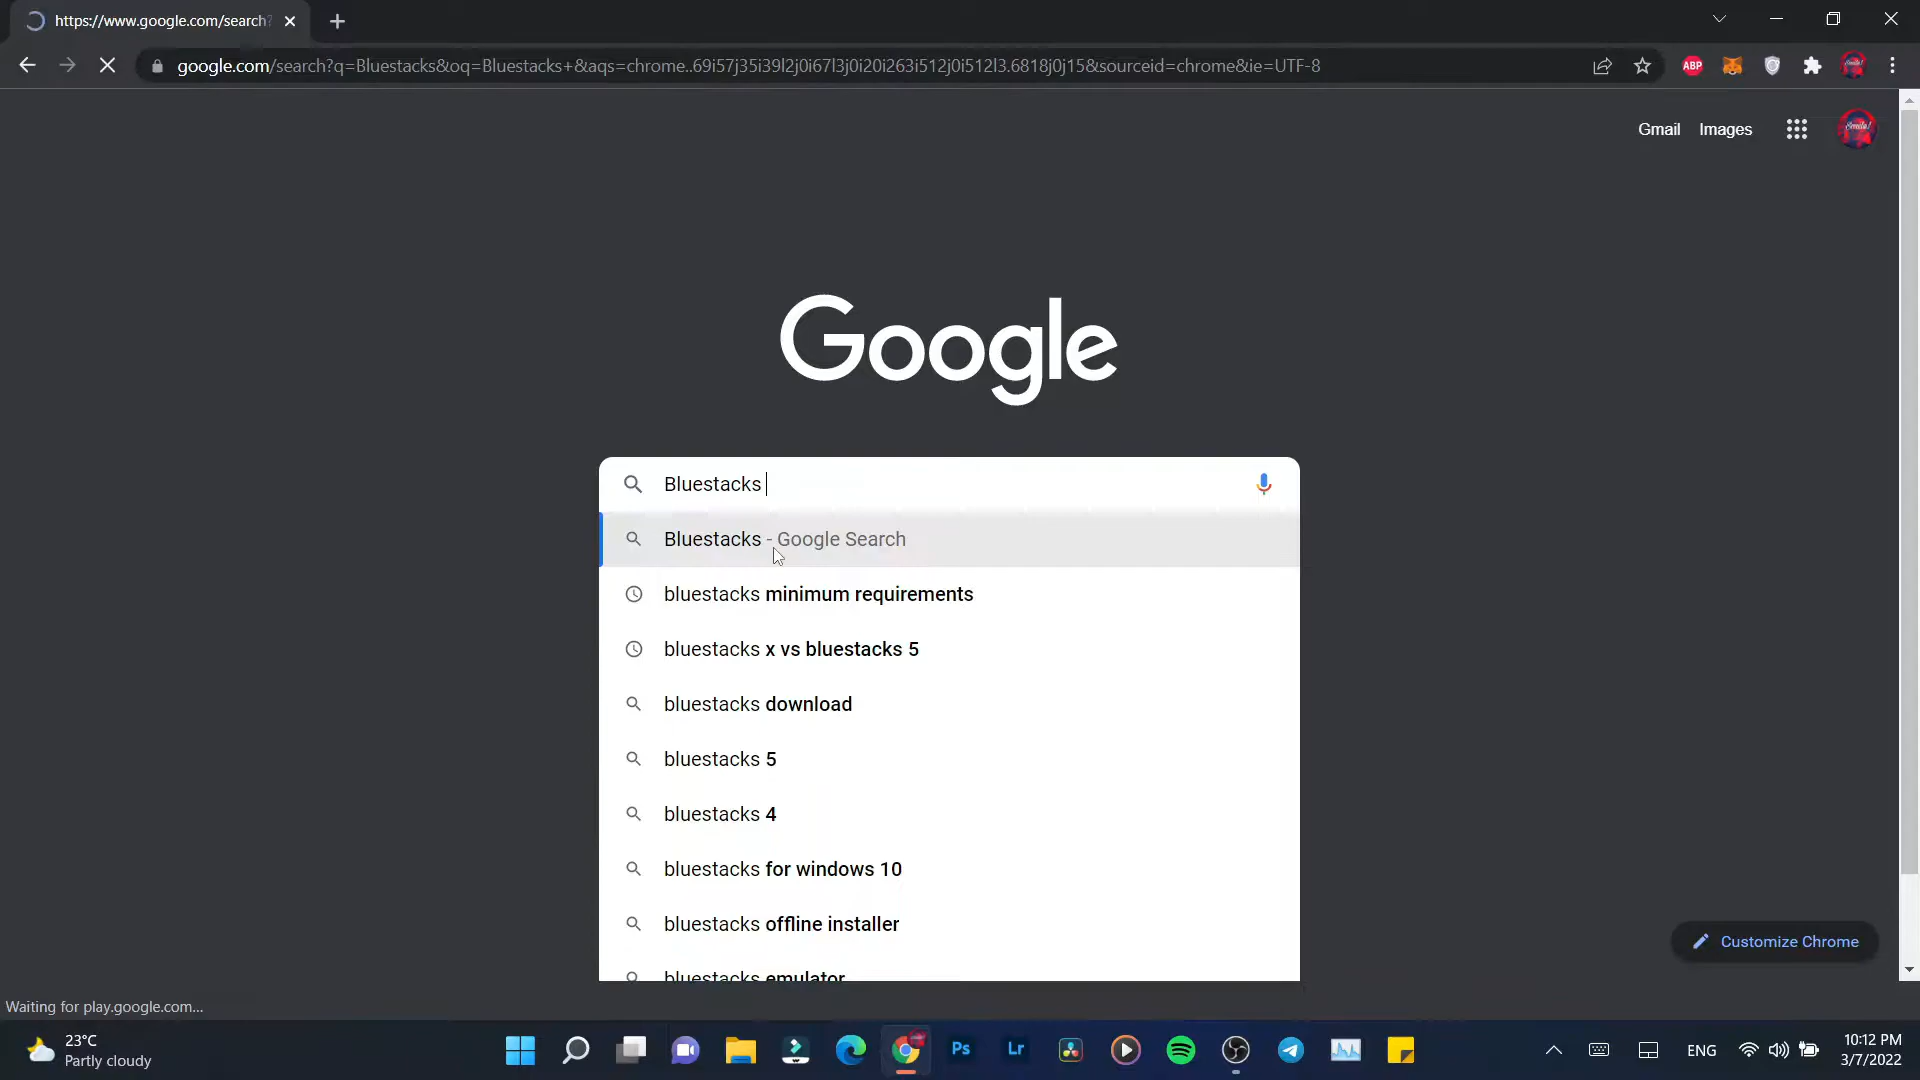 https://www.google.com/search?
google.com/search?q=Bluestacks&oq=Bluestacks+&aqs=chrome..69i57j35i39l2j0i67l3j0i20i263i512j0i512l3.6818j0j15&sourceid=chrome&ie=UTF-8
ABP
Gmail Images
Google
Bluestacks
Bluestacks - Google Search
bluestacks minimum requirements
bluestacks x vs bluestacks 5
bluestacks download
bluestacks 5
bluestacks 4
bluestacks for windows 10
bluestacks offline installer
bluestacks emulator
Customize Chrome
Waiting for play.google.com...
23°C
Partly cloudy
Ps
Lr
ENG
10:12 PM
3/7/2022